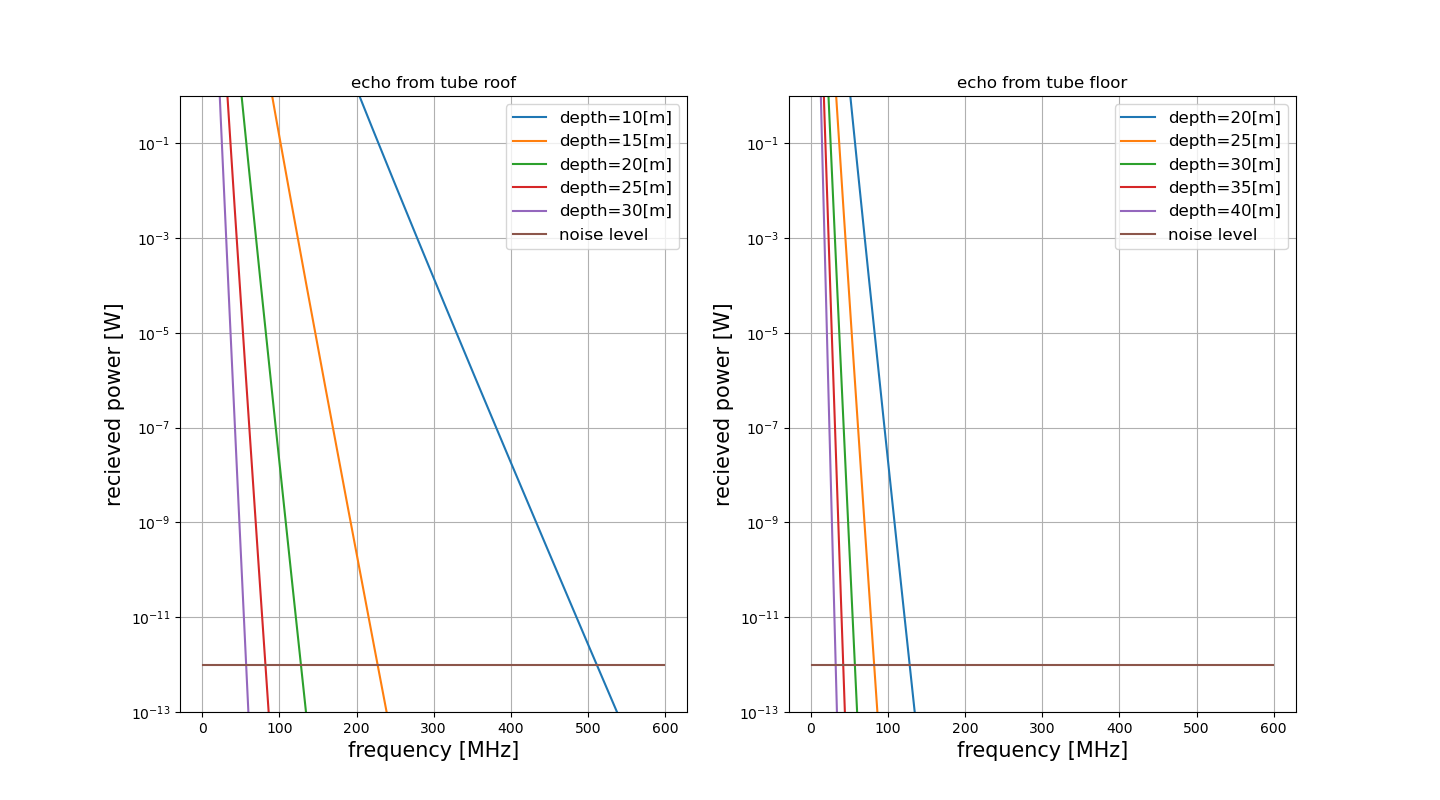 echo from tube roof
recieved power [W]
10⁻¹
10⁻³
10⁻⁵
10⁻⁷
10⁻⁹
10⁻¹¹
10⁻¹³
depth=10[m]
depth=15[m]
depth=20[m]
depth=25[m]
depth=30[m]
noise level
0 100 200 300 400 500 600
frequency [MHz]
echo from tube floor
recieved power [W]
10⁻¹
10⁻³
10⁻⁵
10⁻⁷
10⁻⁹
10⁻¹¹
10⁻¹³
depth=20[m]
depth=25[m]
depth=30[m]
depth=35[m]
depth=40[m]
noise level
0 100 200 300 400 500 600
frequency [MHz]